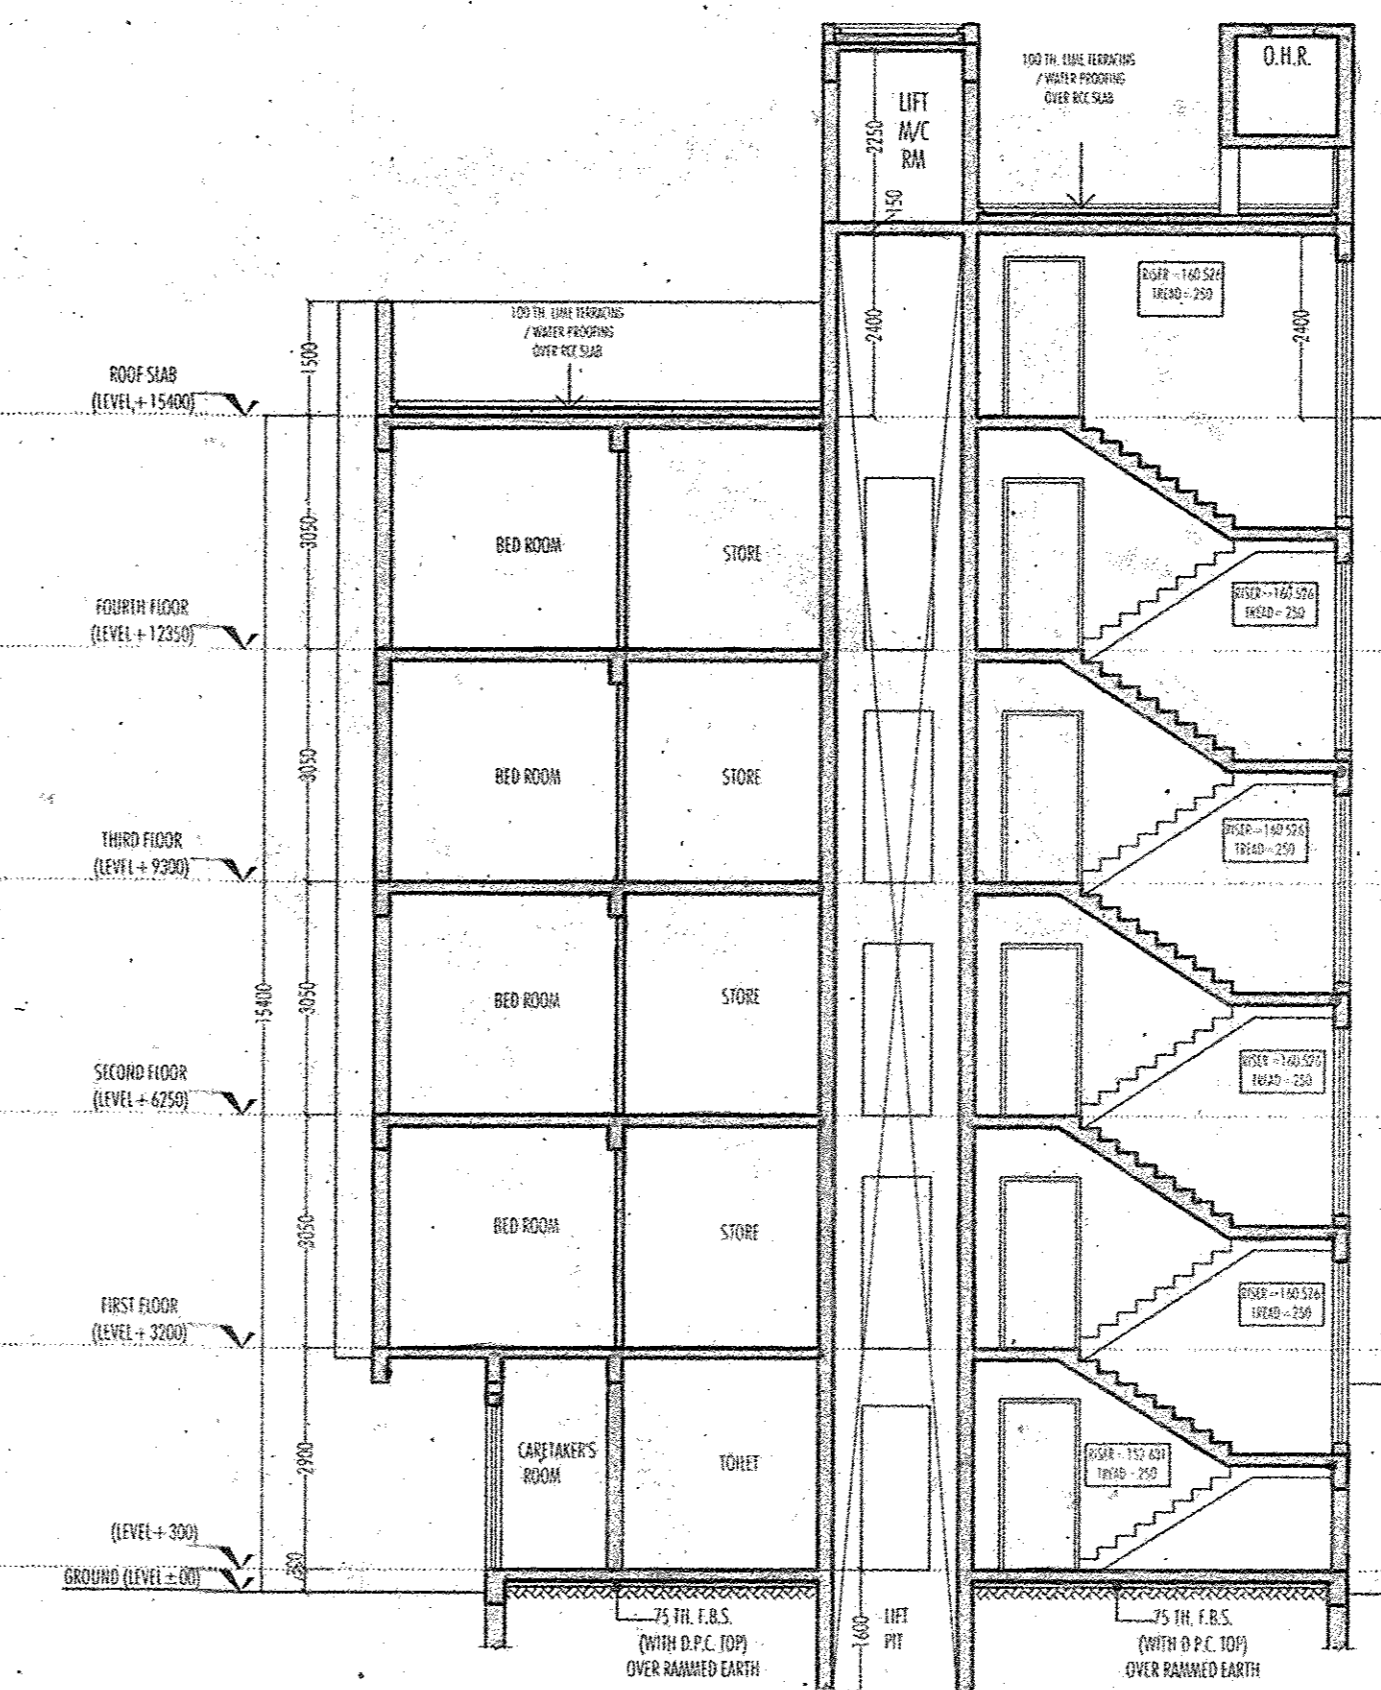 O.H.R.
100 TH. LIME TERRACING
/ WATER PROOFING
OVER RCC SLAB
LIFT
M/C
RM
2250
150
RISER = 160.526
TREAD = 250
2400
2400
100 TH. LIME TERRACING
/ WATER PROOFING
OVER RCC SLAB
1500
ROOF SLAB
(LEVEL + 15400)
3050
BED ROOM
STORE
RISER = 160.526
TREAD = 250
FOURTH FLOOR
(LEVEL + 12350)
3050
BED ROOM
STORE
RISER = 160.526
TREAD = 250
THIRD FLOOR
(LEVEL + 9300)
15400
3050
BED ROOM
STORE
RISER = 160.526
TREAD = 250
SECOND FLOOR
(LEVEL + 6250)
3050
BED ROOM
STORE
RISER = 160.526
TREAD = 250
FIRST FLOOR
(LEVEL + 3200)
2900
CARETAKER'S
ROOM
TOILET
TREAD = 250
(LEVEL + 300)
GROUND (LEVEL ±00)
75 TH. F.B.S.
(WITH D.P.C. TOP)
OVER RAMMED EARTH
1600
LIFT
PIT
75 TH. F.B.S.
(WITH D.P.C. TOP)
OVER RAMMED EARTH